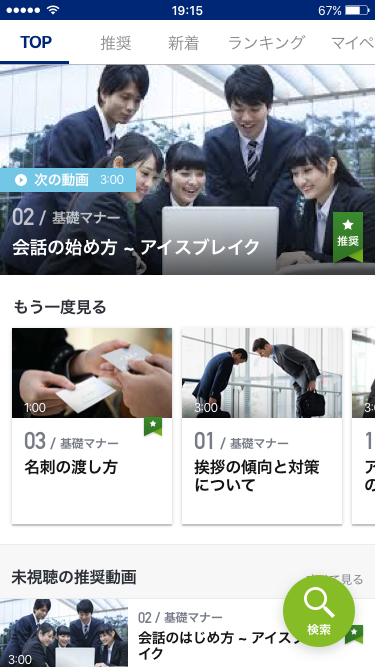 19:15
67%
TOP
推奨
新着
ランキング
マイペ
次の動画 3:00
02 / 基礎マナー
会話の始め方 ~ アイスブレイク
推奨
もう一度見る
1:00
3:00
3:
03 / 基礎マナー
名刺の渡し方
01 / 基礎マナー
挨拶の傾向と対策
について
1
ア
の
未視聴の推奨動画
て見る
3:00
02 / 基礎マナー
会話のはじめ方 ~ アイス
イク
検索